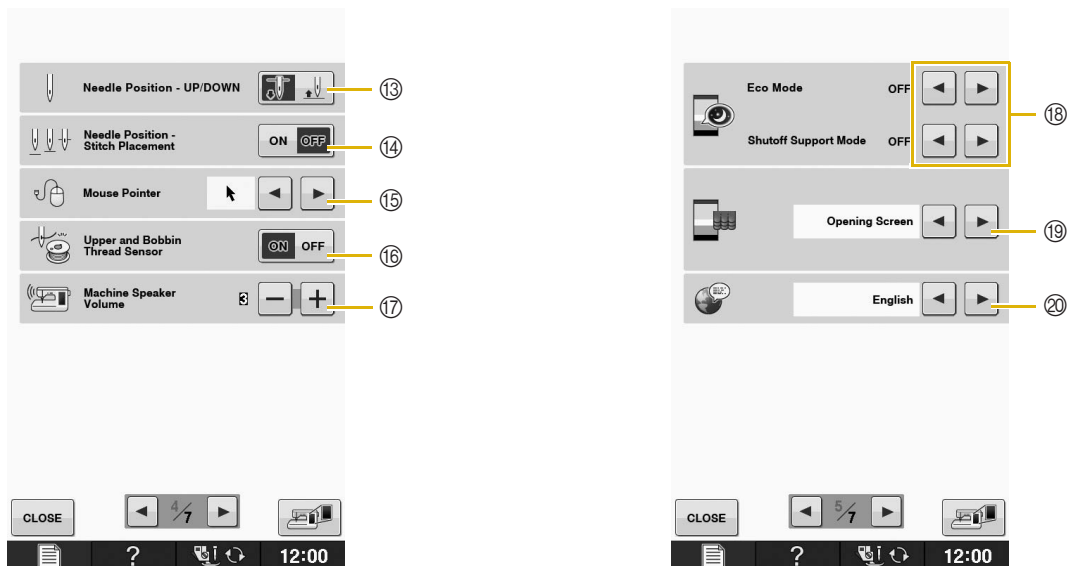 Needle Position - UP/DOWN
⑬
Needle Position -
Stitch Placement
ON OFF
⑭
Mouse Pointer
⑮
Upper and Bobbin
Thread Sensor
ON OFF
⑯
Machine Speaker
Volume
3 − +
⑰
CLOSE
4/7
?
12:00
Eco Mode OFF
Shutoff Support Mode OFF
⑱
Opening Screen
⑲
English
⑳
CLOSE
5/7
?
12:00